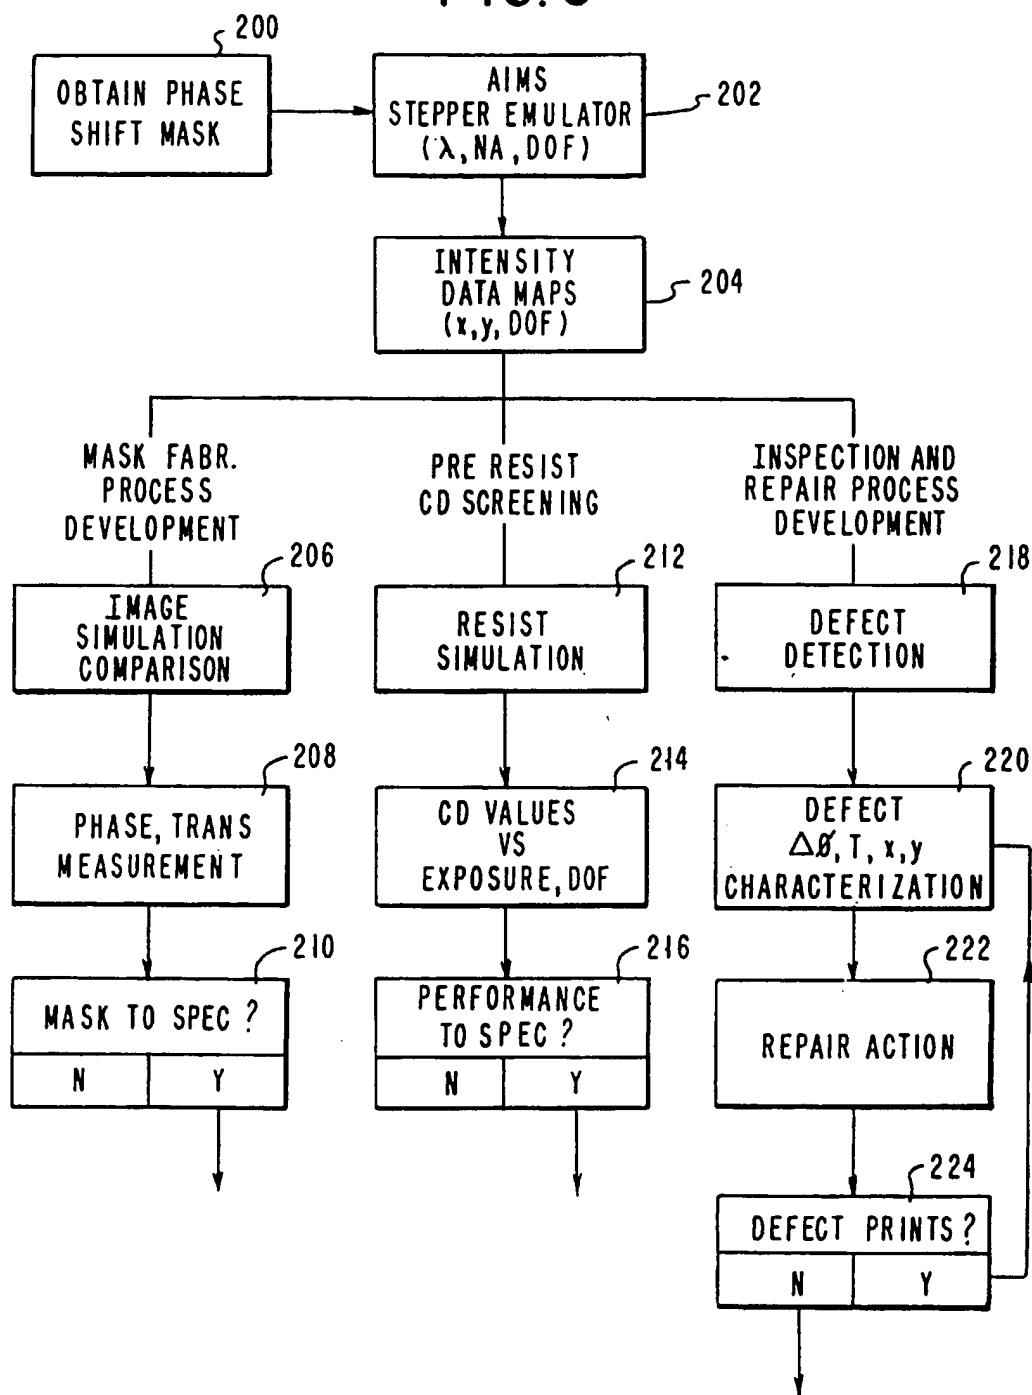 200
OBTAIN PHASE
SHIFT MASK
AIMS
STEPPER EMULATOR
(λ, NA, DOF)
202
INTENSITY
DATA MAPS
(x,y, DOF)
204
MASK FABR.
PROCESS
DEVELOPMENT
PRE RESIST
CD SCREENING
INSPECTION AND
REPAIR PROCESS
DEVELOPMENT
206
IMAGE
SIMULATION
COMPARISON
212
RESIST
SIMULATION
218
DEFECT
DETECTION
208
PHASE, TRANS
MEASUREMENT
214
CD VALUES
VS
EXPOSURE, DOF
220
DEFECT
ΔØ, T, x,y
CHARACTERIZATION
210
MASK TO SPEC ?
N Y
216
PERFORMANCE
TO SPEC ?
N Y
222
REPAIR ACTION
224
DEFECT PRINTS?
N Y